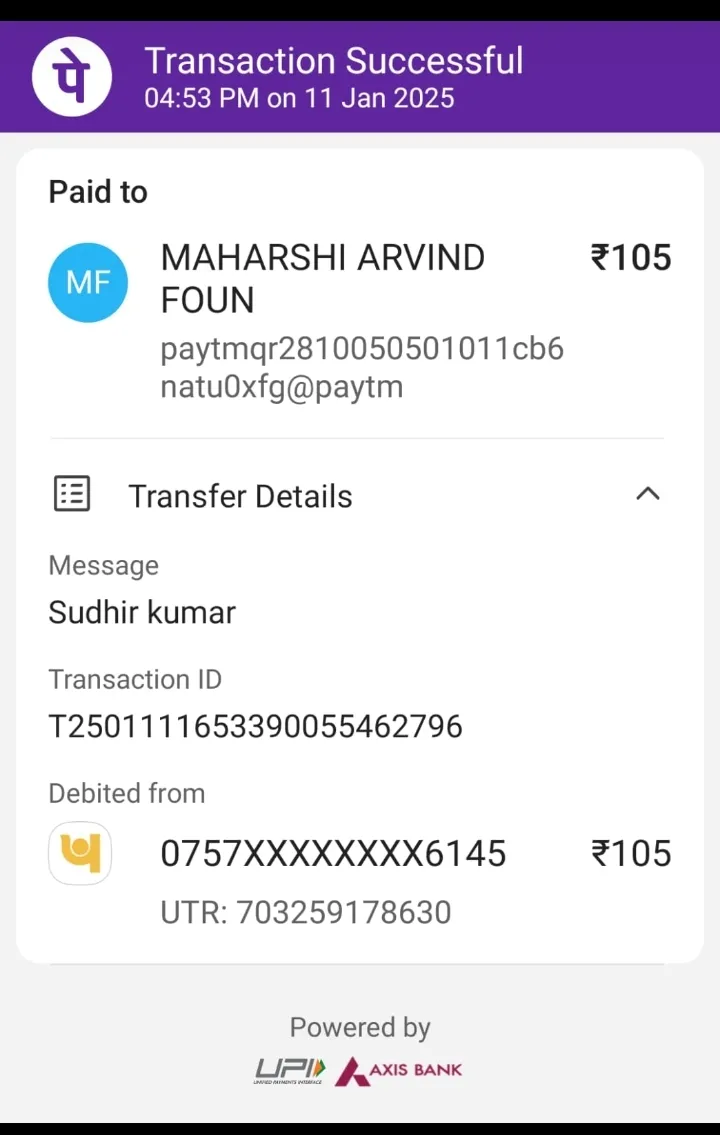 पे
Transaction Successful
04:53 PM on 11 Jan 2025
Paid to
MF
MAHARSHI ARVIND
FOUN
₹105
paytmqr2810050501011cb6
natu0xfg@paytm
Transfer Details
Message
Sudhir kumar
Transaction ID
T2501111653390055462796
Debited from
0757XXXXXXXX6145
₹105
UTR: 703259178630
Powered by
UPI
UNIFIED PAYMENTS INTERFACE
AXIS BANK